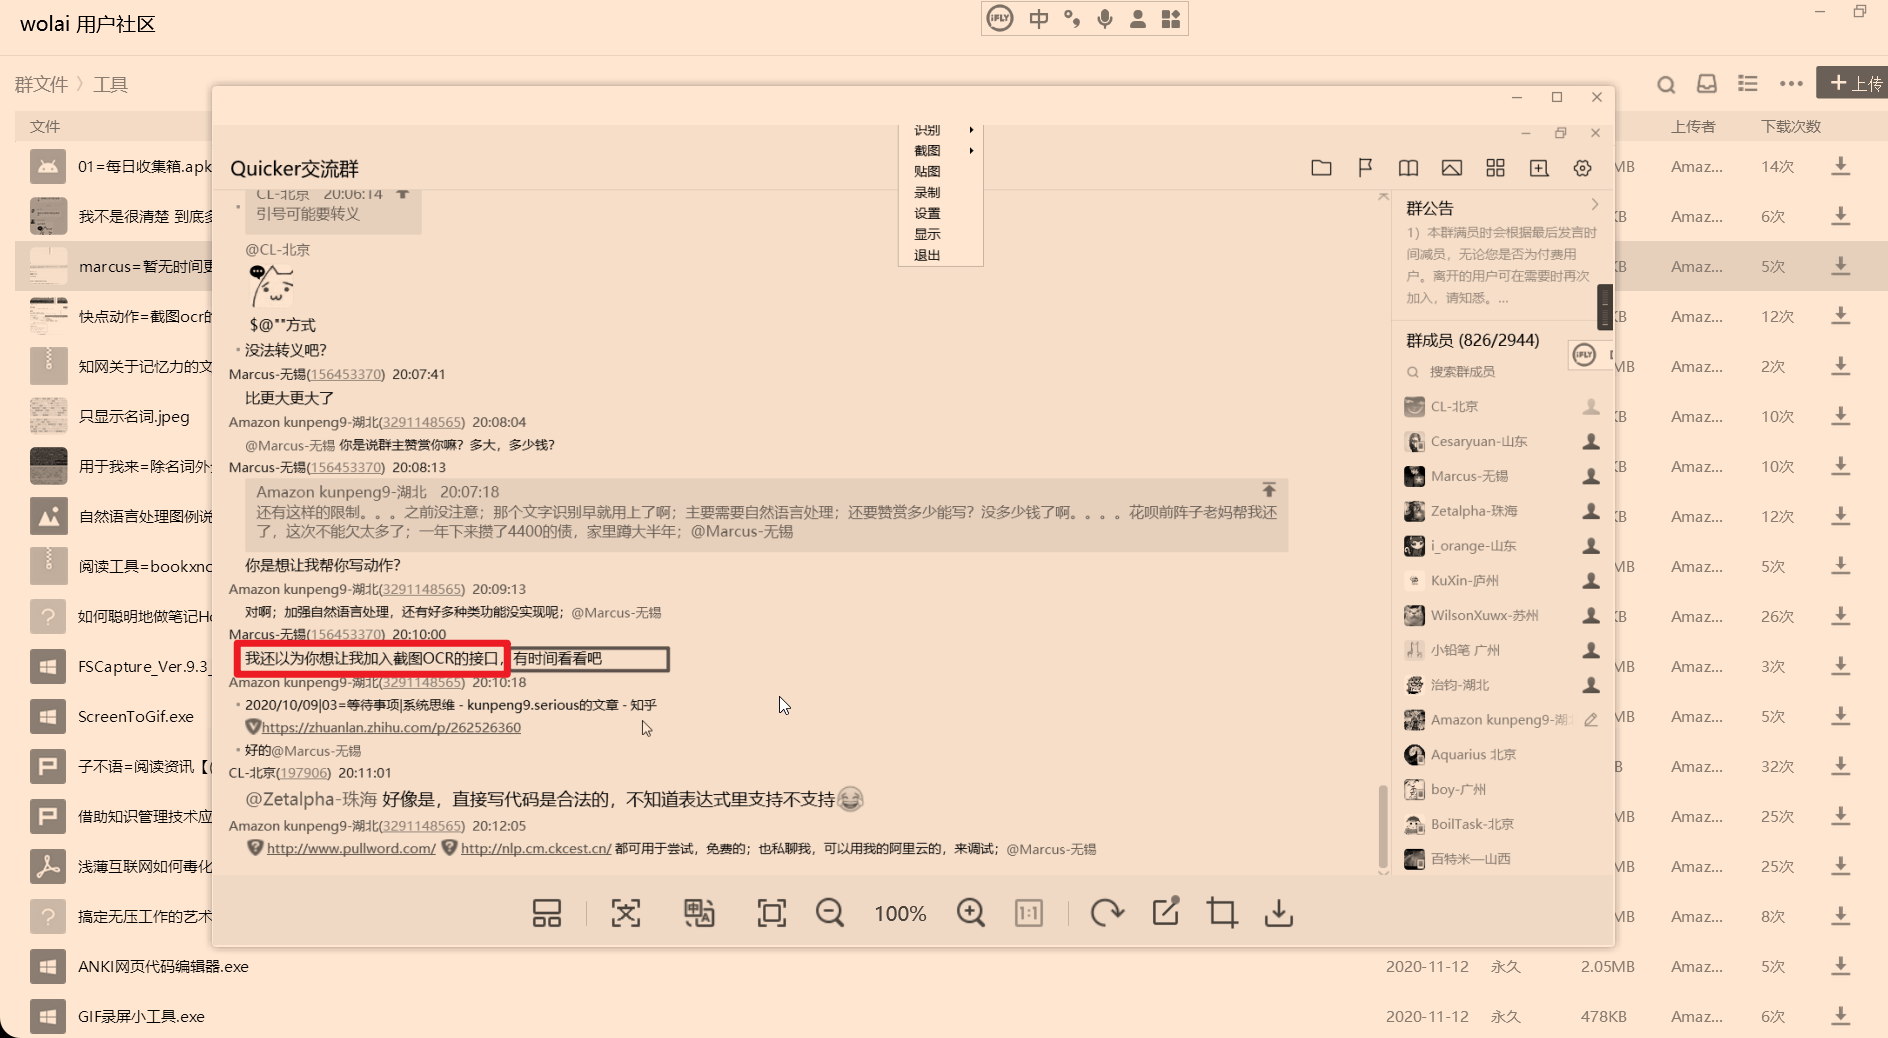 wolai 用户社区
iFLY 中
群文件 〉工具
上传
文件
上传者 下载次数
01=每日收集箱.apk
MB Amaz... 14次
我不是很清楚 到底多
KB Amaz... 6次
marcus=暂无时间更
KB Amaz... 5次
快点动作=截图ocr的
KB Amaz... 12次
知网关于记忆力的文
MB Amaz... 2次
只显示名词.jpeg
KB Amaz... 10次
用于我来=除名词外
KB Amaz... 10次
自然语言处理图例说
MB Amaz... 12次
阅读工具=bookxnc
MB Amaz... 5次
如何聪明地做笔记Ho
KB Amaz... 26次
FSCapture_Ver.9.3_
MB Amaz... 3次
ScreenToGif.exe
MB Amaz... 5次
子不语=阅读资讯【(
B Amaz... 32次
借助知识管理技术应
MB Amaz... 25次
浅薄互联网如何毒化
MB Amaz... 25次
搞定无压工作的艺术
MB Amaz... 8次
ANKI网页代码编辑器.exe 2020-11-12 永久 2.05MB Amaz... 5次
GIF录屏小工具.exe 2020-11-12 永久 478KB Amaz... 6次
识别
截图
贴图
录制
设置
显示
退出
Quicker交流群
CL-北京 20:06:14
引号可能要转义
@CL-北京
$@""方式
没法转义吧?
Marcus-无锡(156453370) 20:07:41
比更大更大了
Amazon kunpeng9-湖北(3291148565) 20:08:04
@Marcus-无锡 你是说群主赞赏你嘛？多大，多少钱?
Marcus-无锡(156453370) 20:08:13
Amazon kunpeng9-湖北 20:07:18
还有这样的限制。。。之前没注意；那个文字识别早就用上了啊；主要需要自然语言处理；还要赞赏多少能写？没多少钱了啊。。。。花呗前阵子老妈帮我还
了，这次不能欠太多了；一年下来攒了4400的债，家里蹲大半年；@Marcus-无锡
你是想让我帮你写动作?
Amazon kunpeng9-湖北(3291148565) 20:09:13
对啊；加强自然语言处理，还有好多种类功能没实现呢；@Marcus-无锡
Marcus-无锡(156453370) 20:10:00
我还以为你想让我加入截图OCR的接口，有时间看看吧
Amazon kunpeng9-湖北(3291148565) 20:10:18
2020/10/09|03=等待事项|系统思维 - kunpeng9.serious的文章 - 知乎
https://zhuanlan.zhihu.com/p/262526360
好的@Marcus-无锡
CL-北京(197906) 20:11:01
@Zetalpha-珠海 好像是，直接写代码是合法的，不知道表达式里支持不支持
Amazon kunpeng9-湖北(3291148565) 20:12:05
http://www.pullword.com/ http://nlp.cm.ckcest.cn/ 都可用于尝试，免费的；也私聊我，可以用我的阿里云的，来调试；@Marcus-无锡
群公告
1）本群满员时会根据最后发言时
间减员，无论您是否为付费用
户。离开的用户可在需要时再次
加入，请知悉。...
群成员 (826/2944)
iFLY
搜索群成员
CL-北京
Cesaryuan-山东
Marcus-无锡
Zetalpha-珠海
i_orange-山东
KuXin-庐州
WilsonXuwx-苏州
小铅笔 广州
治钧-湖北
Amazon kunpeng9-湖
Aquarius 北京
boy-广州
BoilTask-北京
百特米—山西
100% 1:1